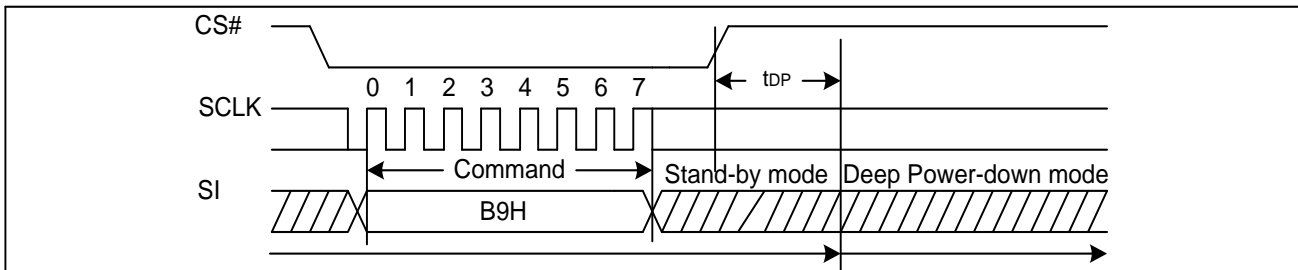 CS#
tDP
0 1 2 3 4 5 6 7
SCLK
Command
Stand-by mode Deep Power-down mode
SI
B9H